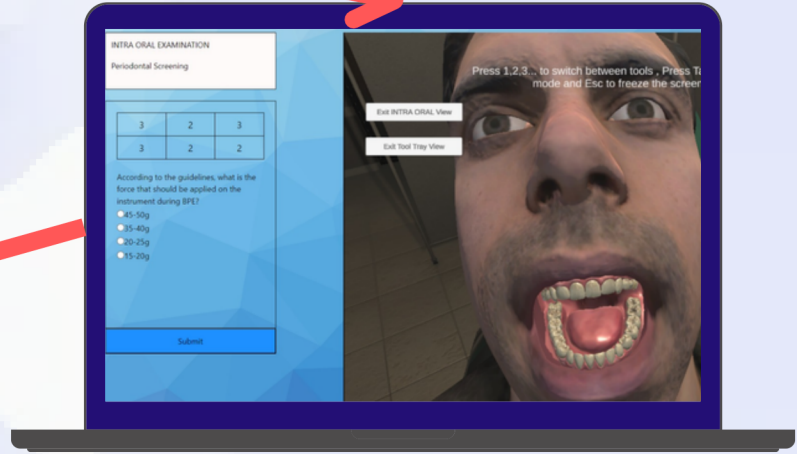 INTRA ORAL EXAMINATION
Periodontal Screening
3 2 3
3 2 2
According to the guidelines, what is the
force that should be applied on the
instrument during BPE?
45-50g
35-40g
20-25g
15-20g
Submit
Press 1,2,3.., to switch between tools , Press Ta
mode and Esc to freeze the screen
Exit INTRA ORAL View
Exit Tool Tray View